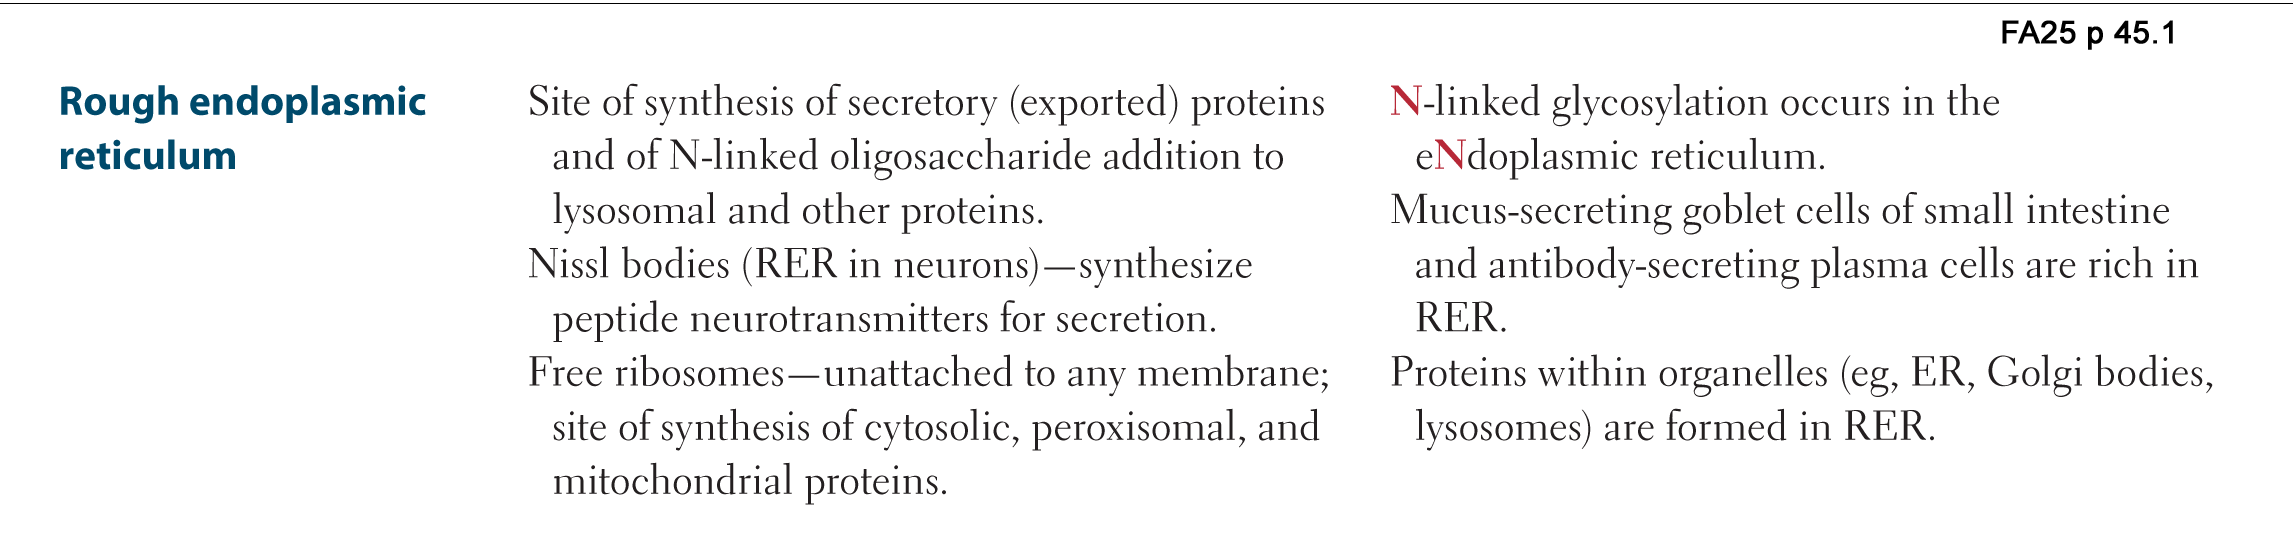 FA25 p 45.1
Rough endoplasmic
reticulum
Site of synthesis of secretory (exported) proteins
and of N-linked oligosaccharide addition to
lysosomal and other proteins.
Nissl bodies (RER in neurons)—synthesize
peptide neurotransmitters for secretion.
Free ribosomes—unattached to any membrane;
site of synthesis of cytosolic, peroxisomal, and
mitochondrial proteins.
N-linked glycosylation occurs in the
eNdoplasmic reticulum.
Mucus-secreting goblet cells of small intestine
and antibody-secreting plasma cells are rich in
RER.
Proteins within organelles (eg, ER, Golgi bodies,
lysosomes) are formed in RER.